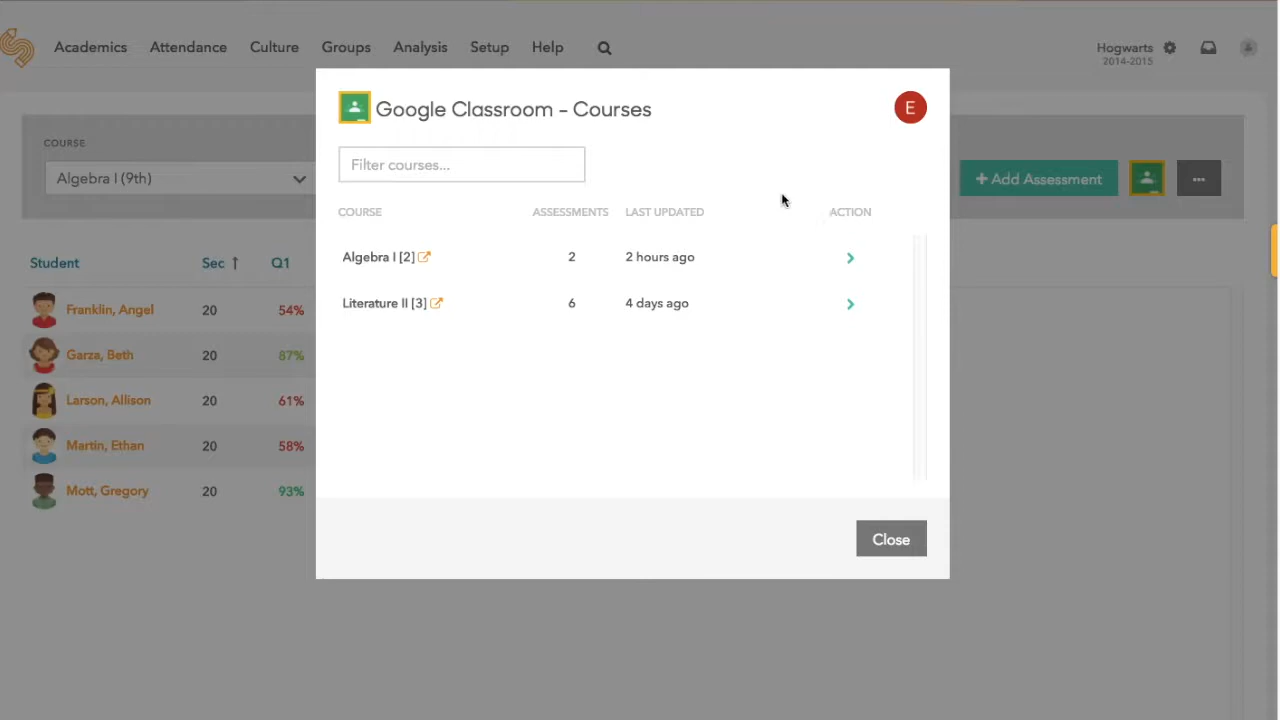 Academics Attendance Culture Groups Analysis Setup Help
Hogwarts
2014-2015
Google Classroom - Courses
E
Filter courses...
COURSE ASSESSMENTS LAST UPDATED ACTION
Algebra I [2] 2 2 hours ago
Literature II [3] 6 4 days ago
Close
COURSE
Algebra I (9th)
+ Add Assessment
Student Sec ↑ Q1
Franklin, Angel 20 54%
Garza, Beth 20 87%
Larson, Allison 20 61%
Martin, Ethan 20 58%
Mott, Gregory 20 93%